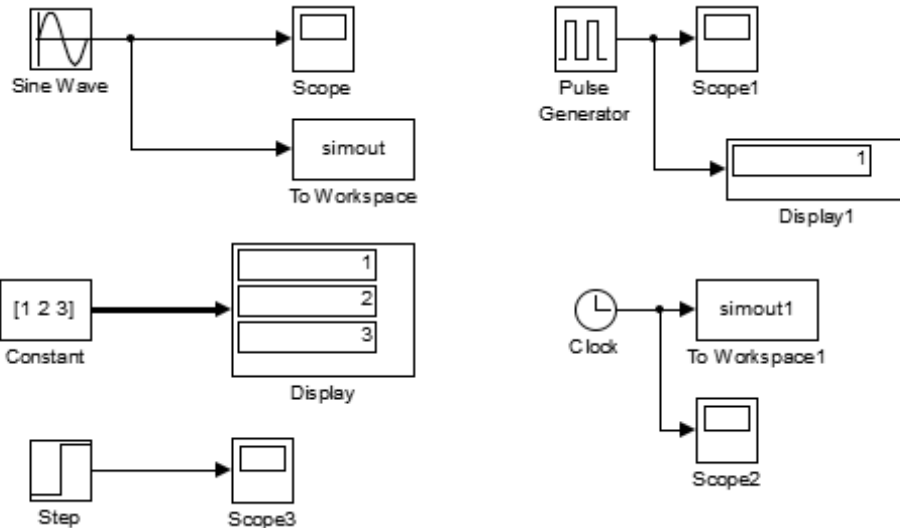 Sine Wave
Scope
simout
To Workspace
Pulse
Generator
Scope1
1
Display1
[1 2 3]
Constant
1
2
3
Display
Clock
simout1
To Workspace1
Scope2
Step
Scope3